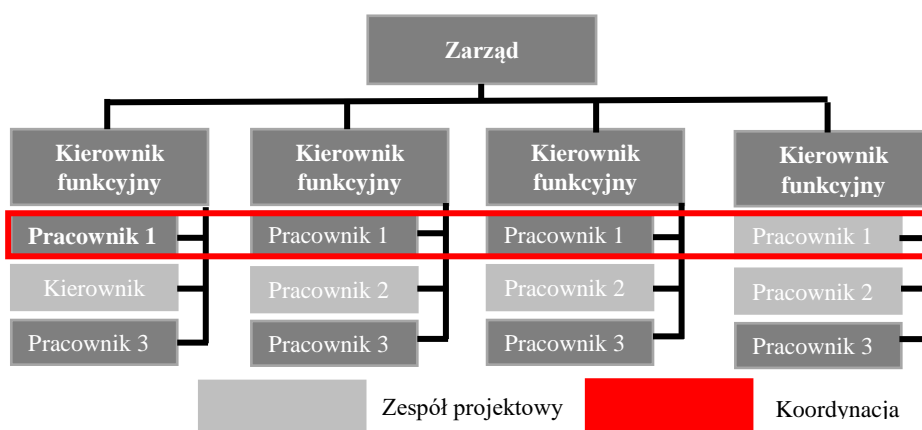 Zarząd
Kierownik
funkcyjny
Kierownik
funkcyjny
Kierownik
funkcyjny
Kierownik
funkcyjny
Pracownik 1
Pracownik 1
Pracownik 1
Pracownik 1
Kierownik
Pracownik 2
Pracownik 2
Pracownik 2
Pracownik 3
Pracownik 3
Pracownik 3
Pracownik 3
Zespół projektowy
Koordynacja